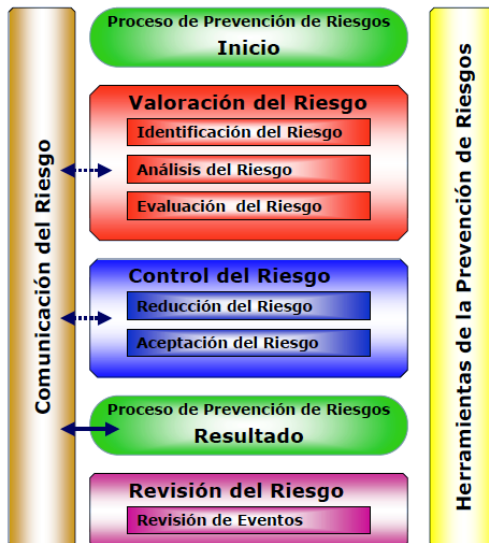 Comunicación del Riesgo
Proceso de Prevención de Riesgos
Inicio
Valoración del Riesgo
Identificación del Riesgo
Análisis del Riesgo
Evaluación del Riesgo
Control del Riesgo
Reducción del Riesgo
Aceptación del Riesgo
Proceso de Prevención de Riesgos
Resultado
Revisión del Riesgo
Revisión de Eventos
Herramientas de la Prevención de Riesgos